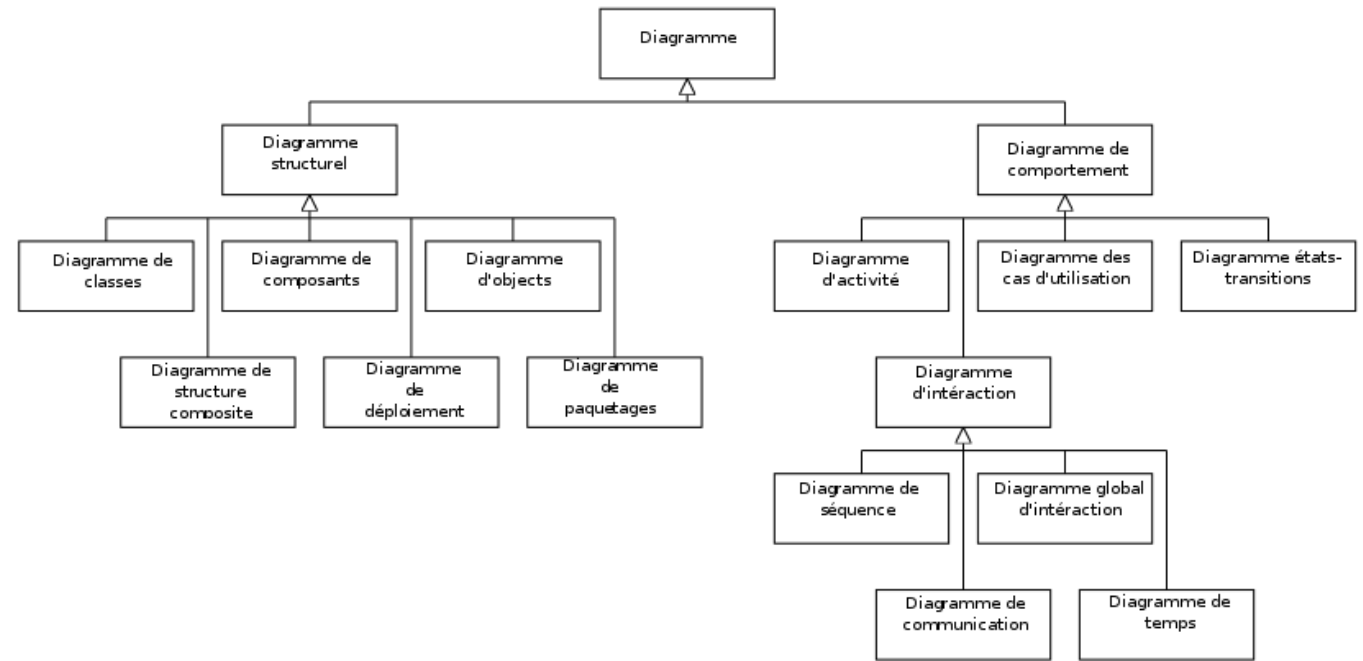 Diagramme
Diagramme
structurel
Diagramme de
comportement
Diagramme de
classes
Diagramme de
composants
Diagramme
d'objects
Diagramme
d'activité
Diagramme des
cas d'utilisation
Diagramme états-
transitions
Diagramme de
structure
composite
Diagramme
de
déploiement
Diagramme
de
paquetages
Diagramme
d'intéraction
Diagramme de
séquence
Diagramme global
d'intéraction
Diagramme de
communication
Diagramme de
temps